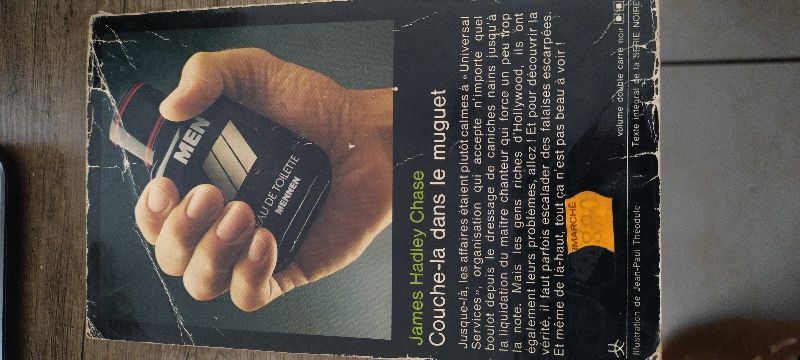 MEN
EAU DE TOILETTE
MENNEN
James Hadley Chase
Couche-la dans le muguet
Jusque-là, les affaires étaient plutôt calmes à « Universal
Services », organisation qui accepte n'importe quel
boulot depuis le dressage de caniches nains jusqu'à
la liquidation du maître chanteur qui force un peu trop
la note. Mais les gens riches d'Hollywood, ils ont
également leurs problèmes, allez ! Et pour découvrir la
vérité, il faut parfois escalader des falaises escarpées.
Et même de là-haut, tout ça n'est pas beau à voir !
MARCHÉ
volume double carré noir
Illustration de Jean-Paul Théodule
Texte intégral de la SÉRIE NOIRE